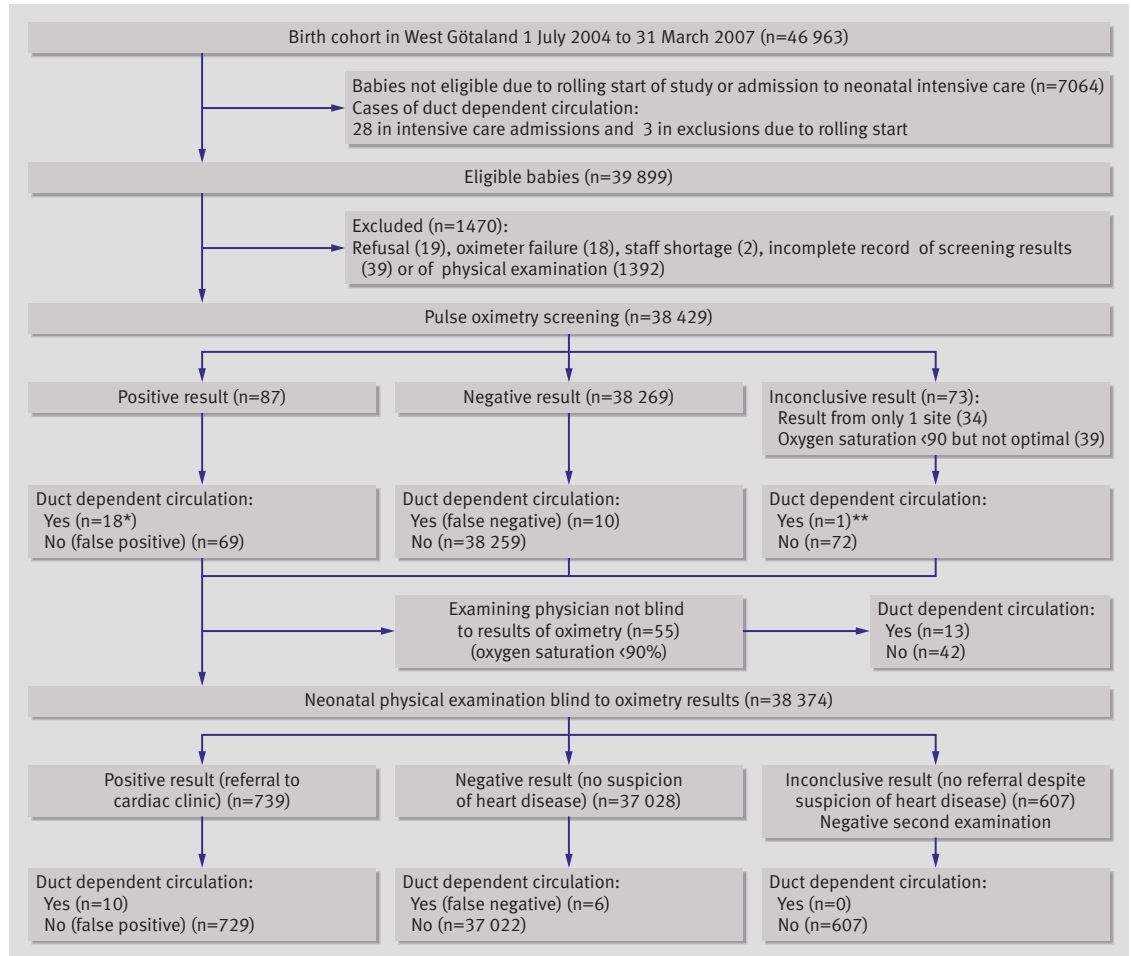 Birth cohort in West Götaland 1 July 2004 to 31 March 2007 (n=46 963)
Babies not eligible due to rolling start of study or admission to neonatal intensive care (n=7064)
Cases of duct dependent circulation:
28 in intensive care admissions and 3 in exclusions due to rolling start
Eligible babies (n=39 899)
Excluded (n=1470):
Refusal (19), oximeter failure (18), staff shortage (2), incomplete record of screening results
(39) or of physical examination (1392)
Pulse oximetry screening (n=38 429)
Positive result (n=87)
Negative result (n=38 269)
Inconclusive result (n=73):
Result from only 1 site (34)
Oxygen saturation <90 but not optimal (39)
Duct dependent circulation:
Yes (n=18*)
No (false positive) (n=69)
Duct dependent circulation:
Yes (false negative) (n=10)
No (n=38 259)
Duct dependent circulation:
Yes (n=1)**
No (n=72)
Examining physician not blind
to results of oximetry (n=55)
(oxygen saturation <90%)
Duct dependent circulation:
Yes (n=13)
No (n=42)
Neonatal physical examination blind to oximetry results (n=38 374)
Positive result (referral to
cardiac clinic) (n=739)
Negative result (no suspicion
of heart disease) (n=37 028)
Inconclusive result (no referral despite
suspicion of heart disease) (n=607)
Negative second examination
Duct dependent circulation:
Yes (n=10)
No (false positive) (n=729)
Duct dependent circulation:
Yes (false negative) (n=6)
No (n=37 022)
Duct dependent circulation:
Yes (n=0)
No (n=607)